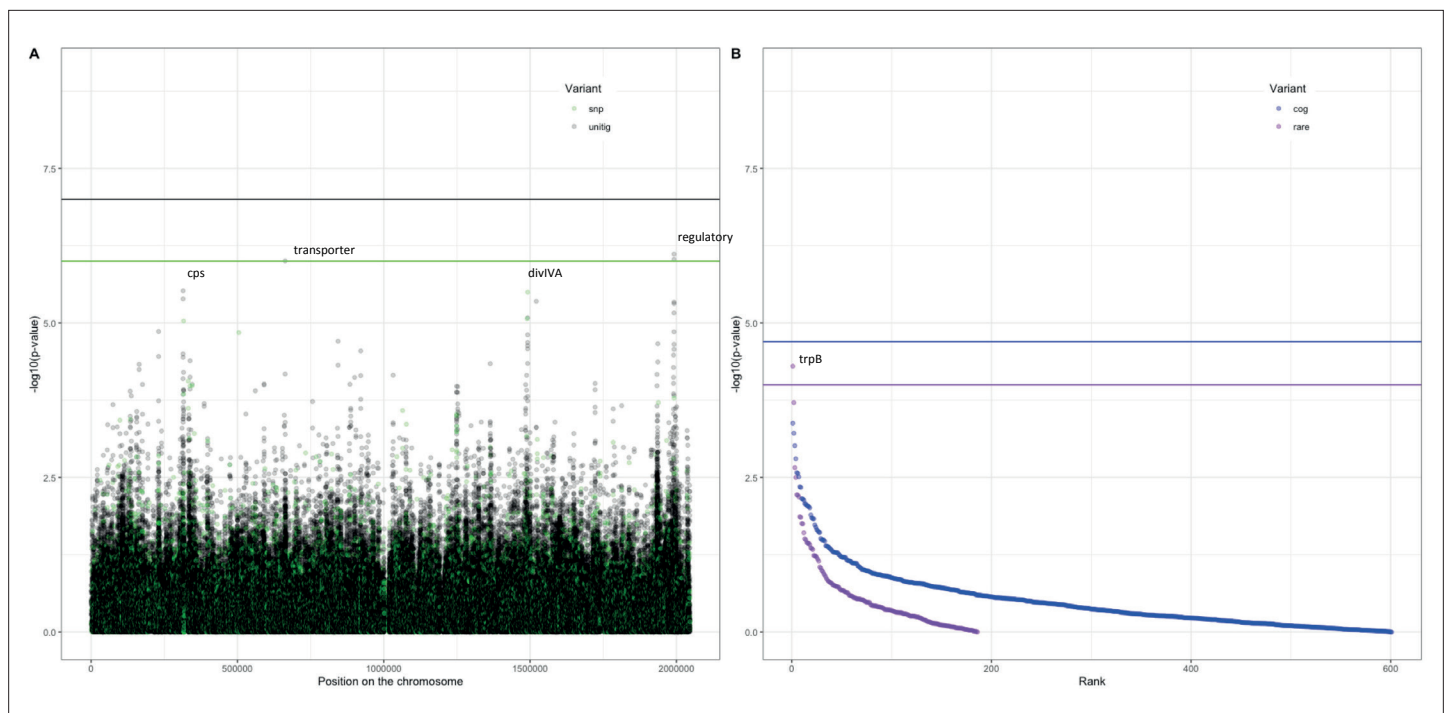 A
Variant
snp
unitig
7.5
transporter
regulatory
cps
divIVA
5.0
-log10(p-value)
2.5
0.0
0
500000
1000000
1500000
2000000
Position on the chromosome
B
Variant
cog
rare
7.5
5.0
trpB
-log10(p-value)
2.5
0.0
0
200
400
600
Rank